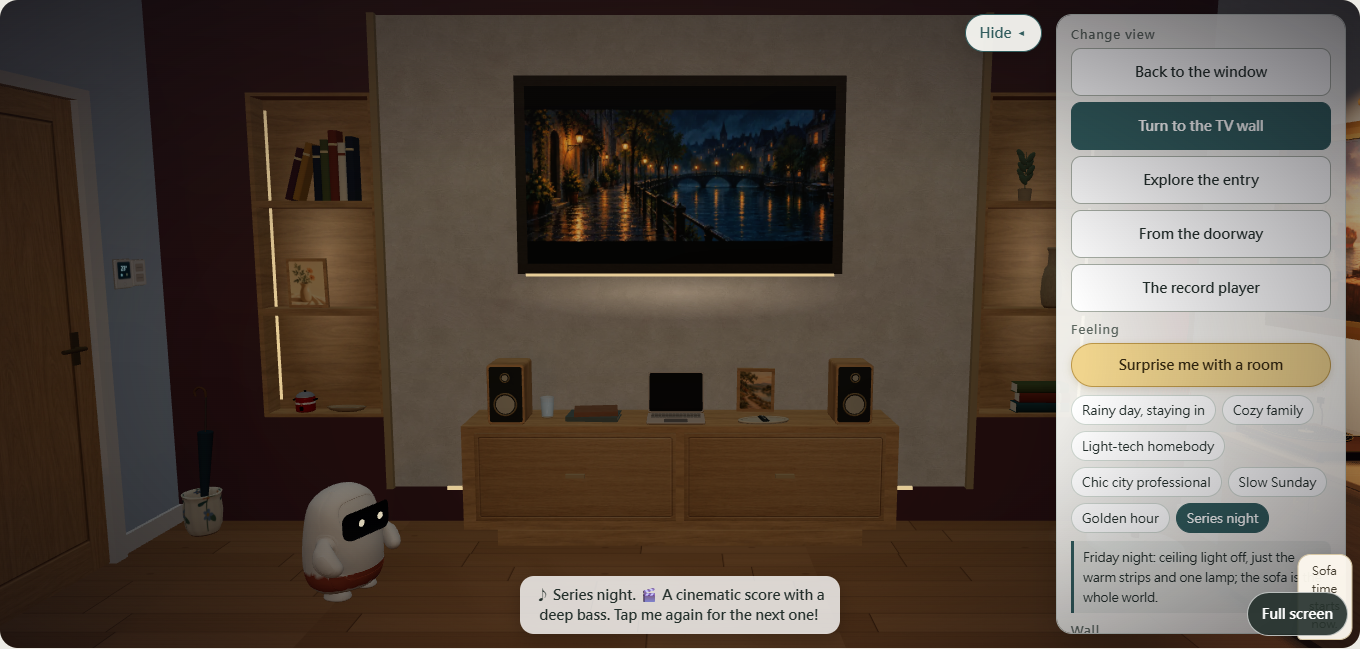 Hide ◂
Change view
Back to the window
Turn to the TV wall
Explore the entry
From the doorway
The record player
Feeling
Surprise me with a room
Rainy day, staying in
Cozy family
Light-tech homebody
Chic city professional
Slow Sunday
Golden hour
Series night
Friday night: ceiling light off, just the
warm strips and one lamp; the sofa is
whole world.
Wall
Sofa
time
Full screen
♪ Series night. 🎬 A cinematic score with a
deep bass. Tap me again for the next one!